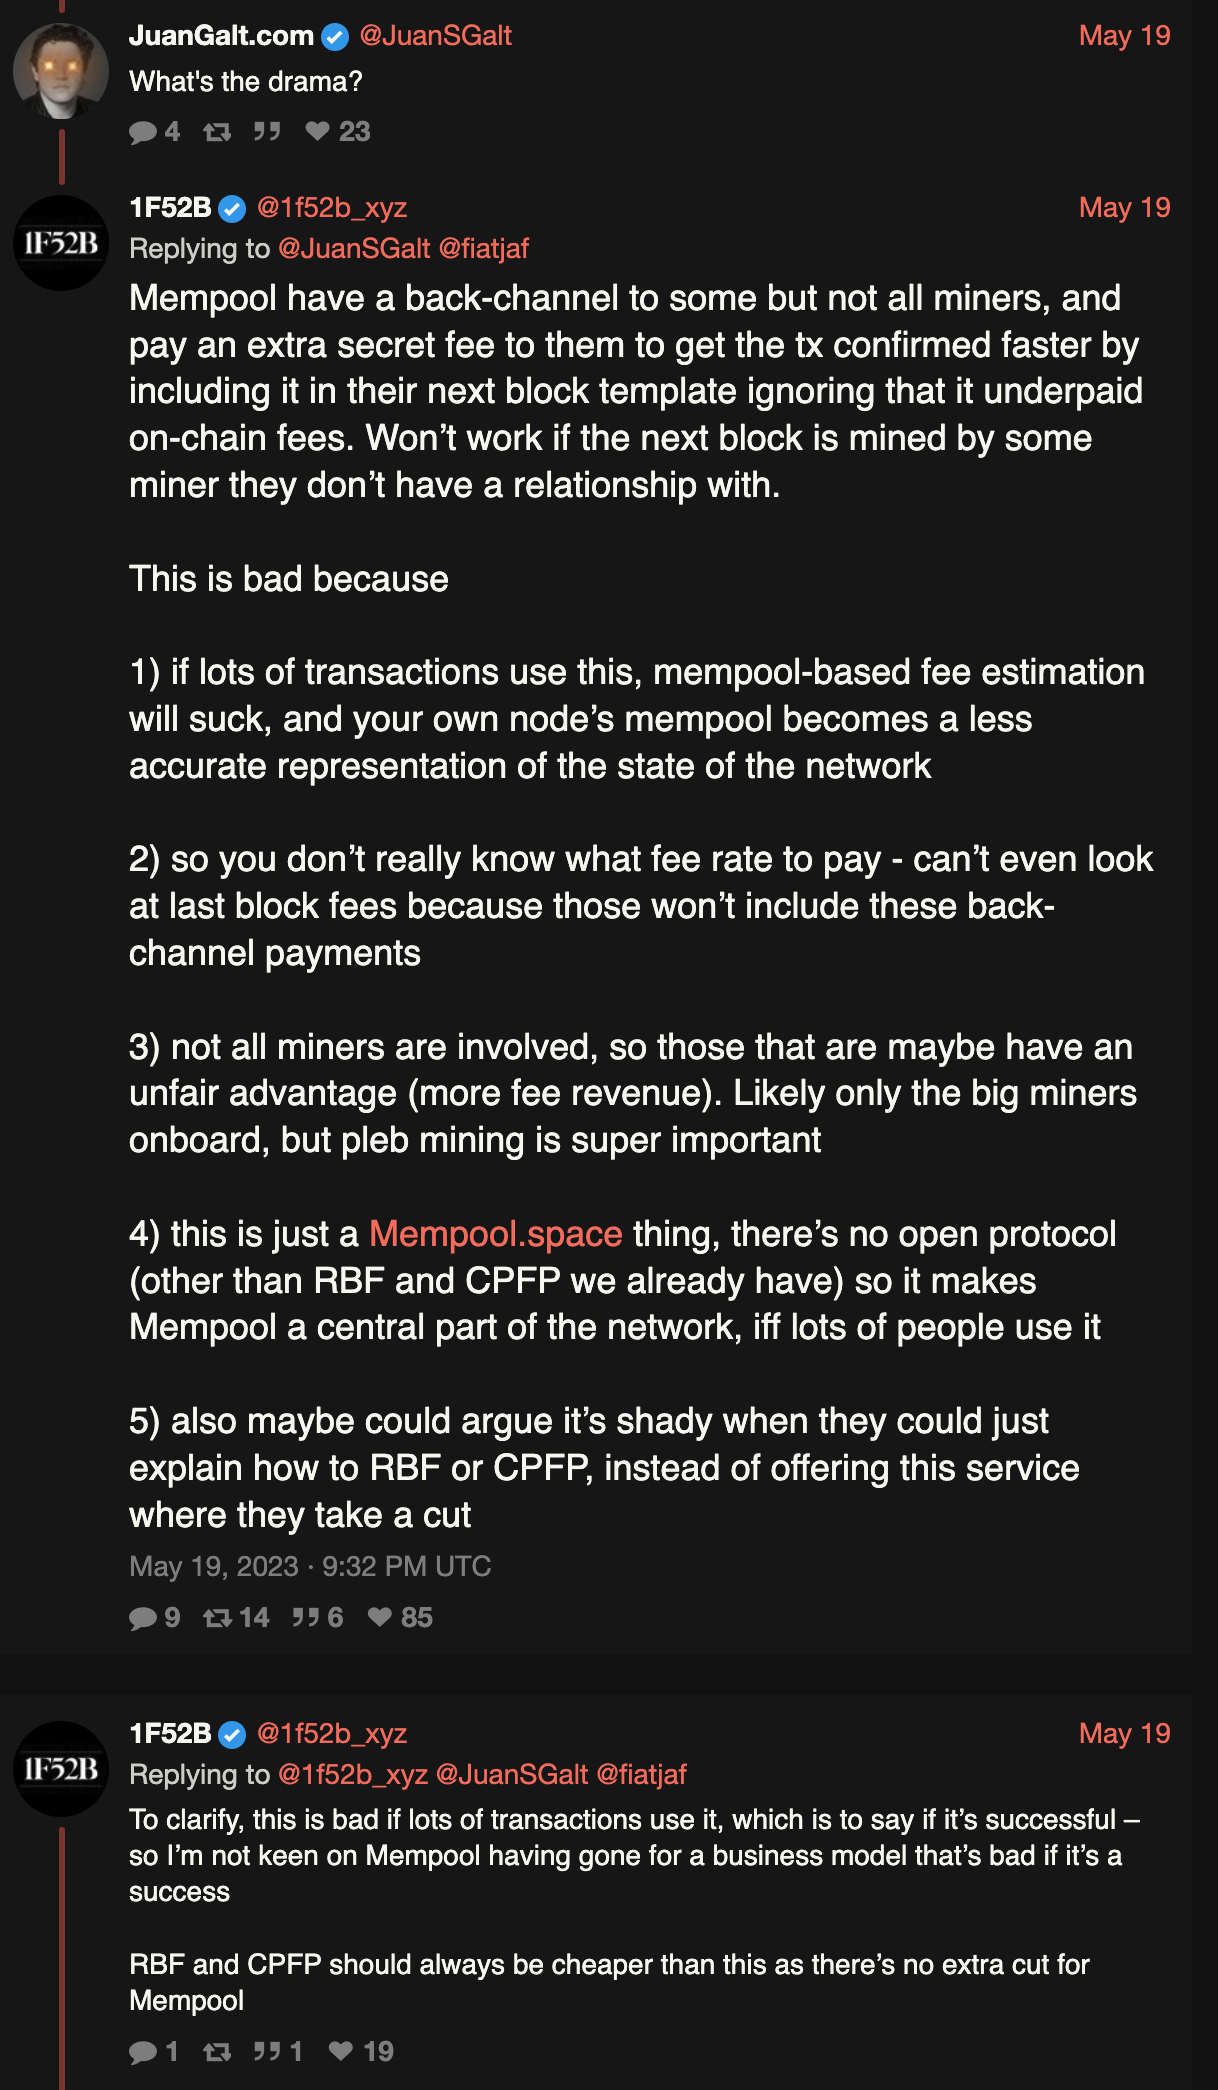 JuanGalt.com @JuanSGalt May 19
What's the drama?
4 23
1F52B @1f52b_xyz May 19
1F52B
Replying to @JuanSGalt @fiatjaf
Mempool have a back-channel to some but not all miners, and
pay an extra secret fee to them to get the tx confirmed faster by
including it in their next block template ignoring that it underpaid
on-chain fees. Won’t work if the next block is mined by some
miner they don’t have a relationship with.
This is bad because
1) if lots of transactions use this, mempool-based fee estimation
will suck, and your own node’s mempool becomes a less
accurate representation of the state of the network
2) so you don’t really know what fee rate to pay - can’t even look
at last block fees because those won’t include these back-
channel payments
3) not all miners are involved, so those that are maybe have an
unfair advantage (more fee revenue). Likely only the big miners
onboard, but pleb mining is super important
4) this is just a Mempool.space thing, there’s no open protocol
(other than RBF and CPFP we already have) so it makes
Mempool a central part of the network, iff lots of people use it
5) also maybe could argue it’s shady when they could just
explain how to RBF or CPFP, instead of offering this service
where they take a cut
May 19, 2023 · 9:32 PM UTC
9 14 6 85
1F52B @1f52b_xyz May 19
1F52B
Replying to @1f52b_xyz @JuanSGalt @fiatjaf
To clarify, this is bad if lots of transactions use it, which is to say if it’s successful –
so I’m not keen on Mempool having gone for a business model that’s bad if it’s a
success
RBF and CPFP should always be cheaper than this as there’s no extra cut for
Mempool
1 1 19